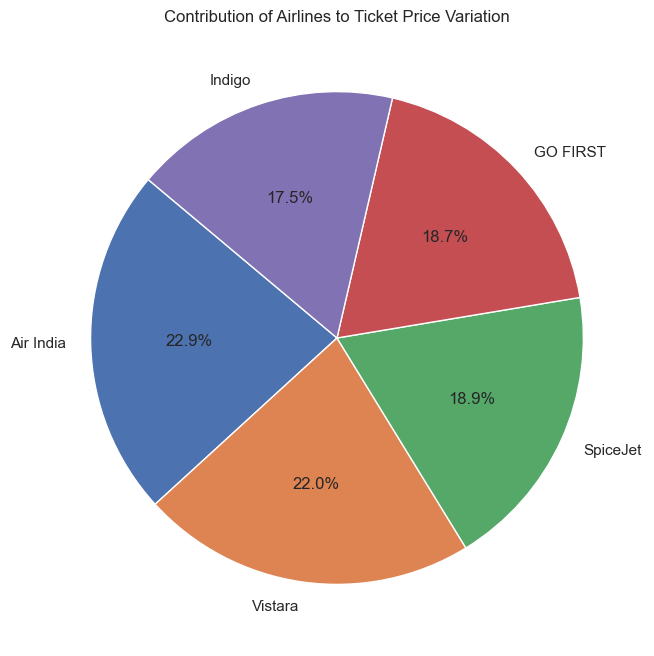 Contribution of Airlines to Ticket Price Variation
Indigo
GO FIRST
17.5%
18.7%
Air India
22.9%
18.9%
SpiceJet
22.0%
Vistara